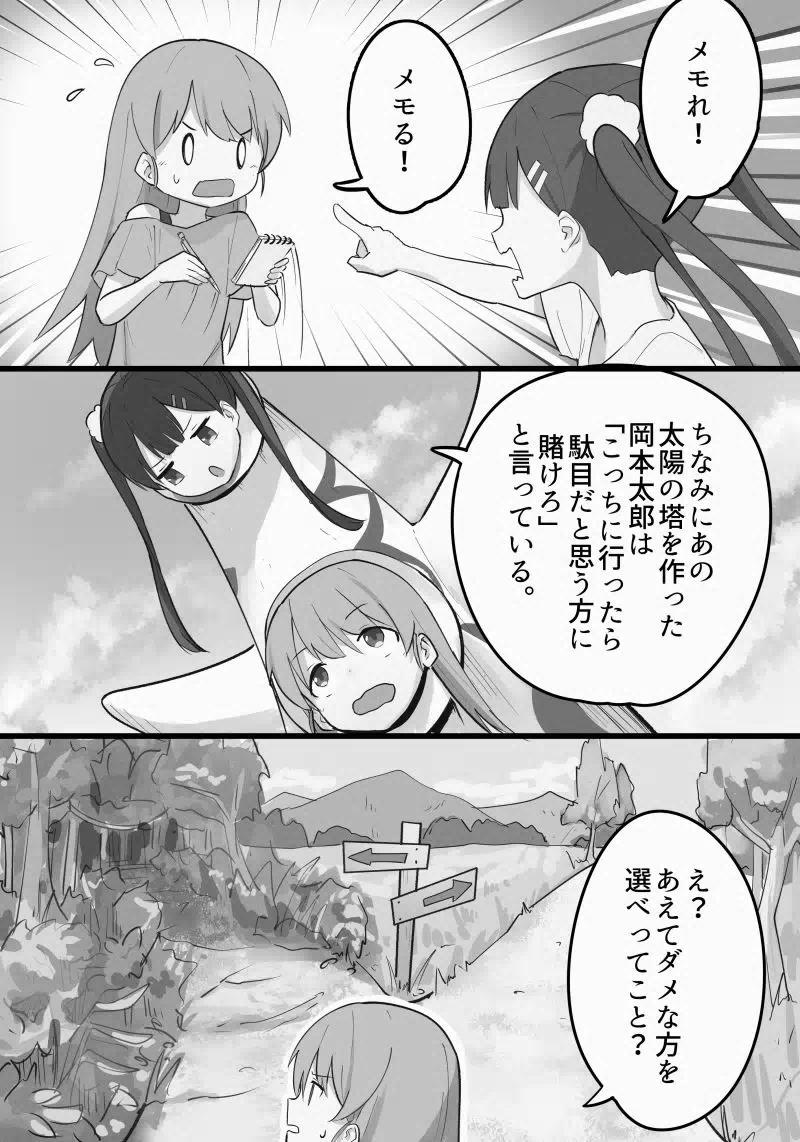 メモれ！
メモる！
ちなみにあの
太陽の塔を作った
岡本太郎は
「こっちに行ったら
駄目だと思う方に
賭けろ」
と言っている。
え？
あえてダメな方を
選べってこと？